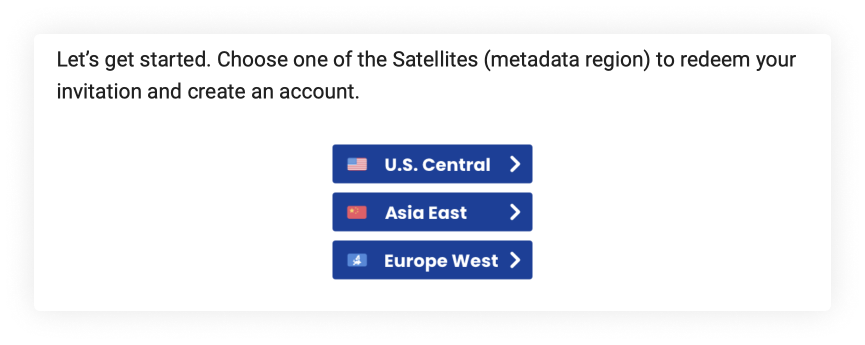 Let’s get started. Choose one of the Satellites (metadata region) to redeem your
invitation and create an account.
U.S. Central
Asia East
Europe West